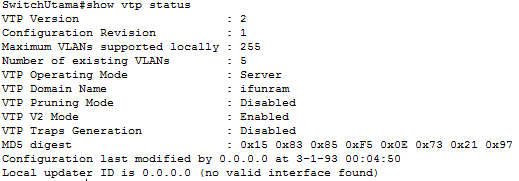 SwitchUtama#show vtp status
VTP Version : 2
Configuration Revision : 1
Maximum VLANs supported locally : 255
Number of existing VLANs : 5
VTP Operating Mode : Server
VTP Domain Name : ifunram
VTP Pruning Mode : Disabled
VTP V2 Mode : Enabled
VTP Traps Generation : Disabled
MD5 digest : 0x15 0x83 0x85 0xF5 0x0E 0x73 0x21 0x97
Configuration last modified by 0.0.0.0 at 3-1-93 00:04:50
Local updater ID is 0.0.0.0 (no valid interface found)